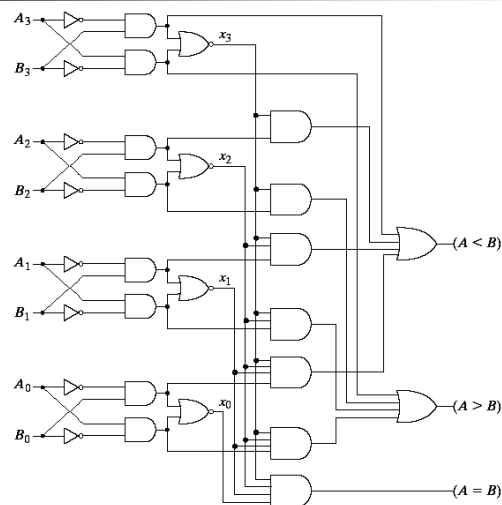 A₃
x₃
B₃
A₂
x₂
B₂
A₁
(A < B)
x₁
B₁
A₀
x₀
(A > B)
B₀
(A = B)